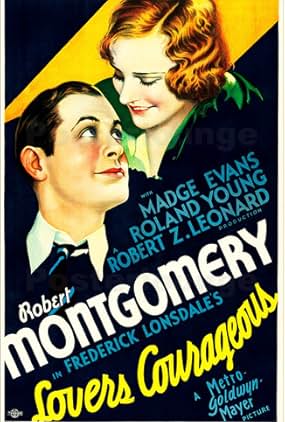 WITH
MADGE EVANS
ROLAND YOUNG
A
ROBERT Z. LEONARD
PRODUCTION
Robert
MONTGOMERY
IN FREDERICK LONSDALE'S
Lovers Courageous
A Metro-
Goldwyn-
Mayer
PICTURE